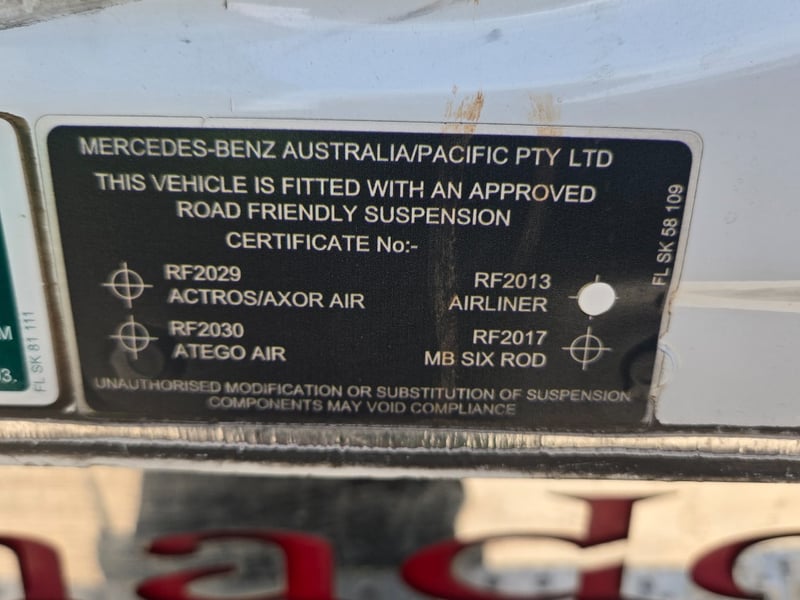 MERCEDES-BENZ AUSTRALIA/PACIFIC PTY LTD
THIS VEHICLE IS FITTED WITH AN APPROVED
ROAD FRIENDLY SUSPENSION
CERTIFICATE No:-
RF2029
ACTROS/AXOR AIR
RF2013
AIRLINER
RF2030
ATEGO AIR
RF2017
MB SIX ROD
UNAUTHORISED MODIFICATION OR SUBSTITUTION OF SUSPENSION
COMPONENTS MAY VOID COMPLIANCE
FL SK 58 109
FL SK 81 111